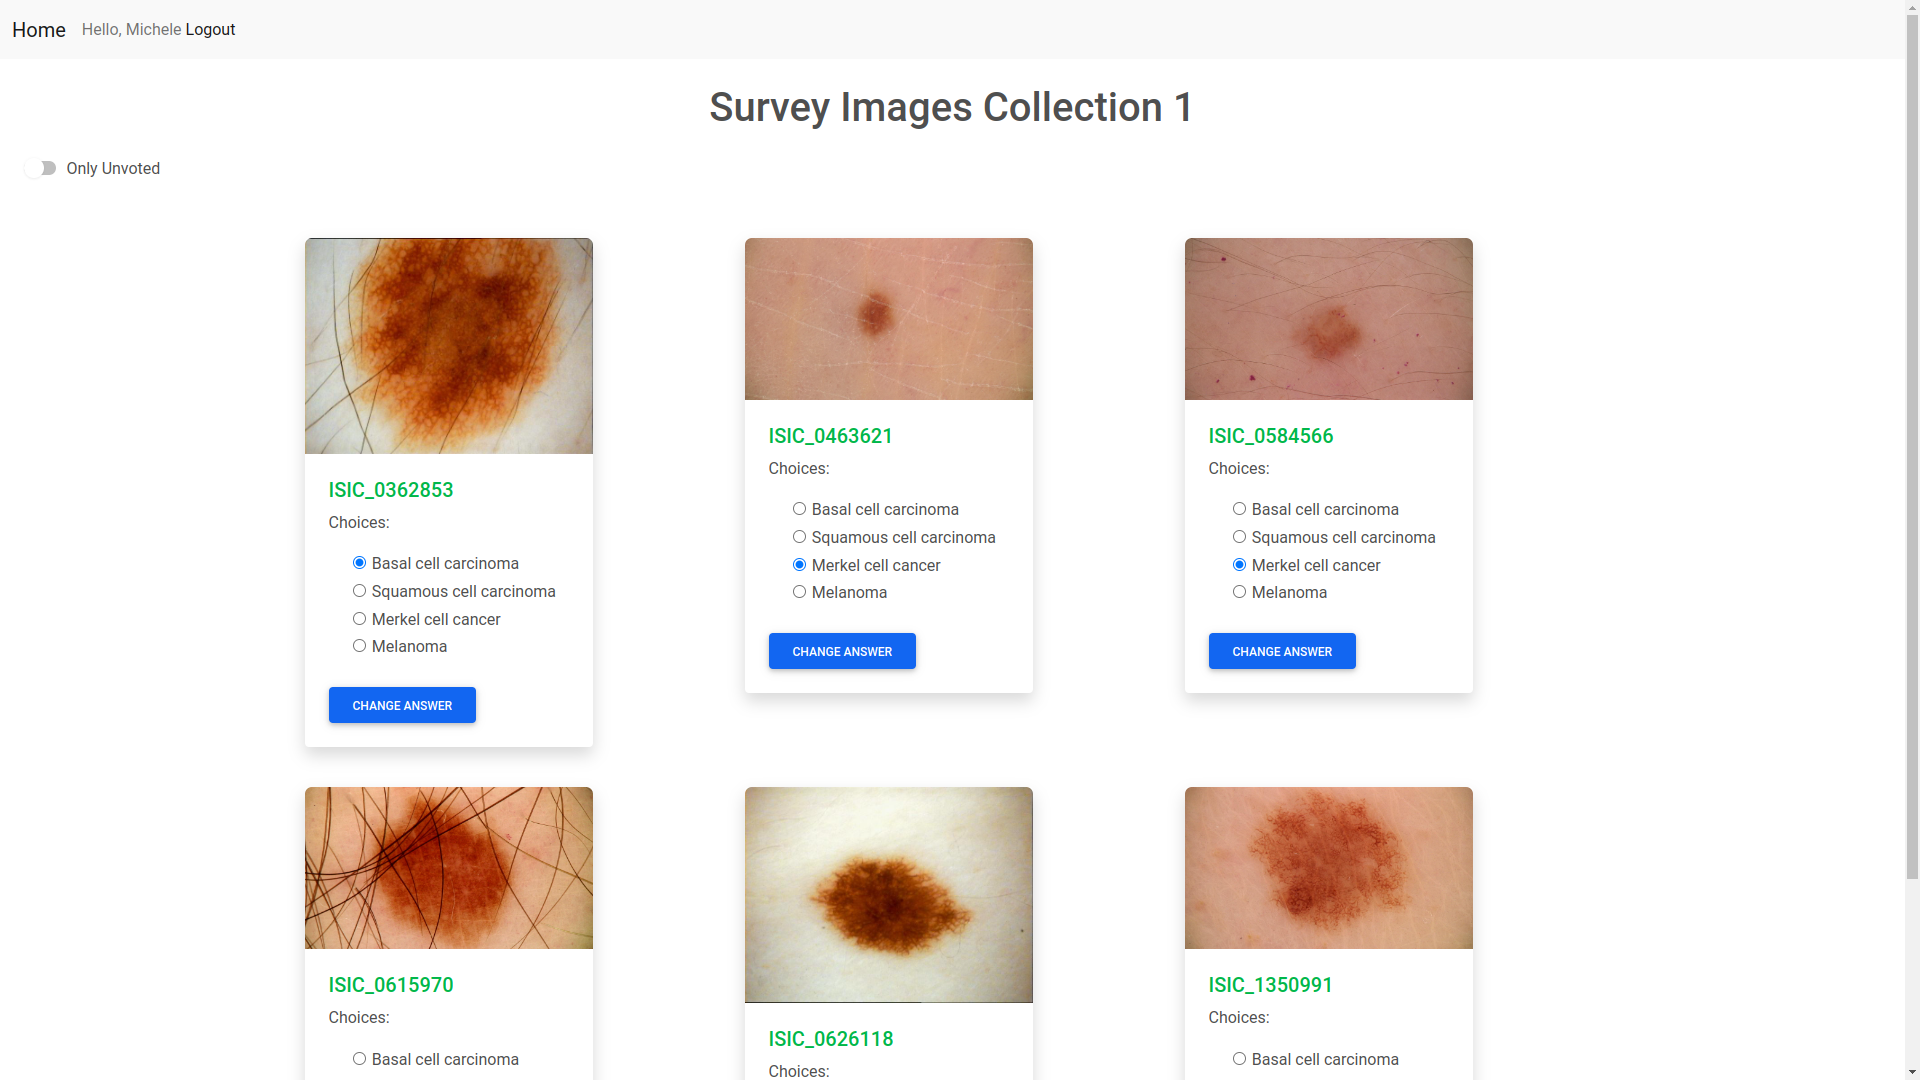 Home Hello, Michele Logout
Survey Images Collection 1
Only Unvoted
ISIC_0362853
Choices:
Basal cell carcinoma
Squamous cell carcinoma
Merkel cell cancer
Melanoma
CHANGE ANSWER
ISIC_0463621
Choices:
Basal cell carcinoma
Squamous cell carcinoma
Merkel cell cancer
Melanoma
CHANGE ANSWER
ISIC_0584566
Choices:
Basal cell carcinoma
Squamous cell carcinoma
Merkel cell cancer
Melanoma
CHANGE ANSWER
ISIC_0615970
Choices:
Basal cell carcinoma
ISIC_0626118
Choices:
ISIC_1350991
Choices:
Basal cell carcinoma